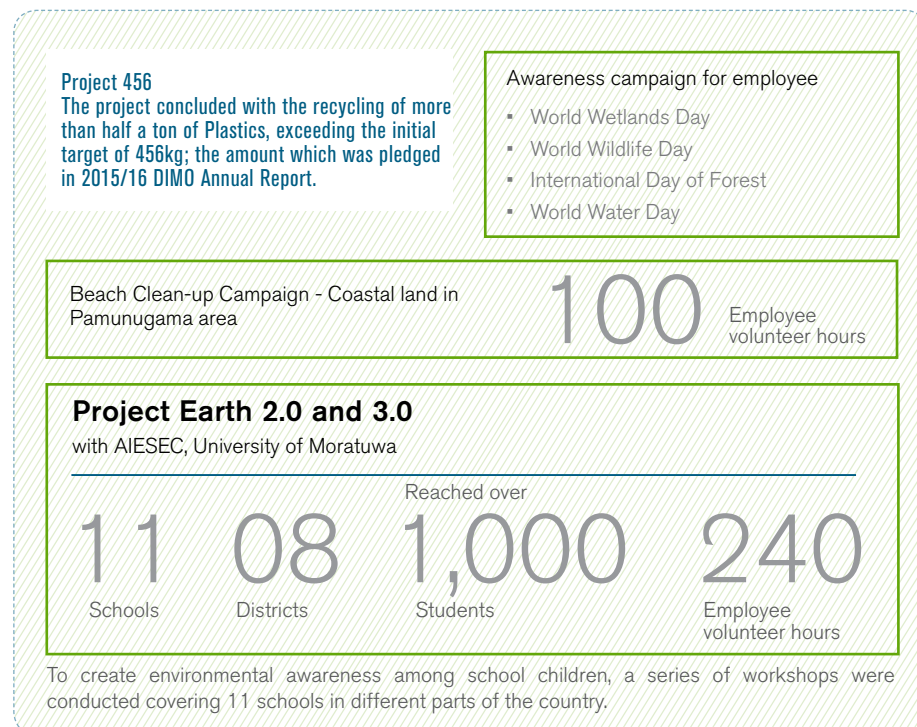 Project 456
The project concluded with the recycling of more
than half a ton of Plastics, exceeding the initial
target of 456kg; the amount which was pledged
in 2015/16 DIMO Annual Report.
Awareness campaign for employee
▪ World Wetlands Day
▪ World Wildlife Day
▪ International Day of Forest
▪ World Water Day
Beach Clean-up Campaign - Coastal land in
Pamunugama area
100
Employee
volunteer hours
Project Earth 2.0 and 3.0
with AIESEC, University of Moratuwa
11
Schools
08
Districts
Reached over
1,000
Students
240
Employee
volunteer hours
To create environmental awareness among school children, a series of workshops were
conducted covering 11 schools in different parts of the country.